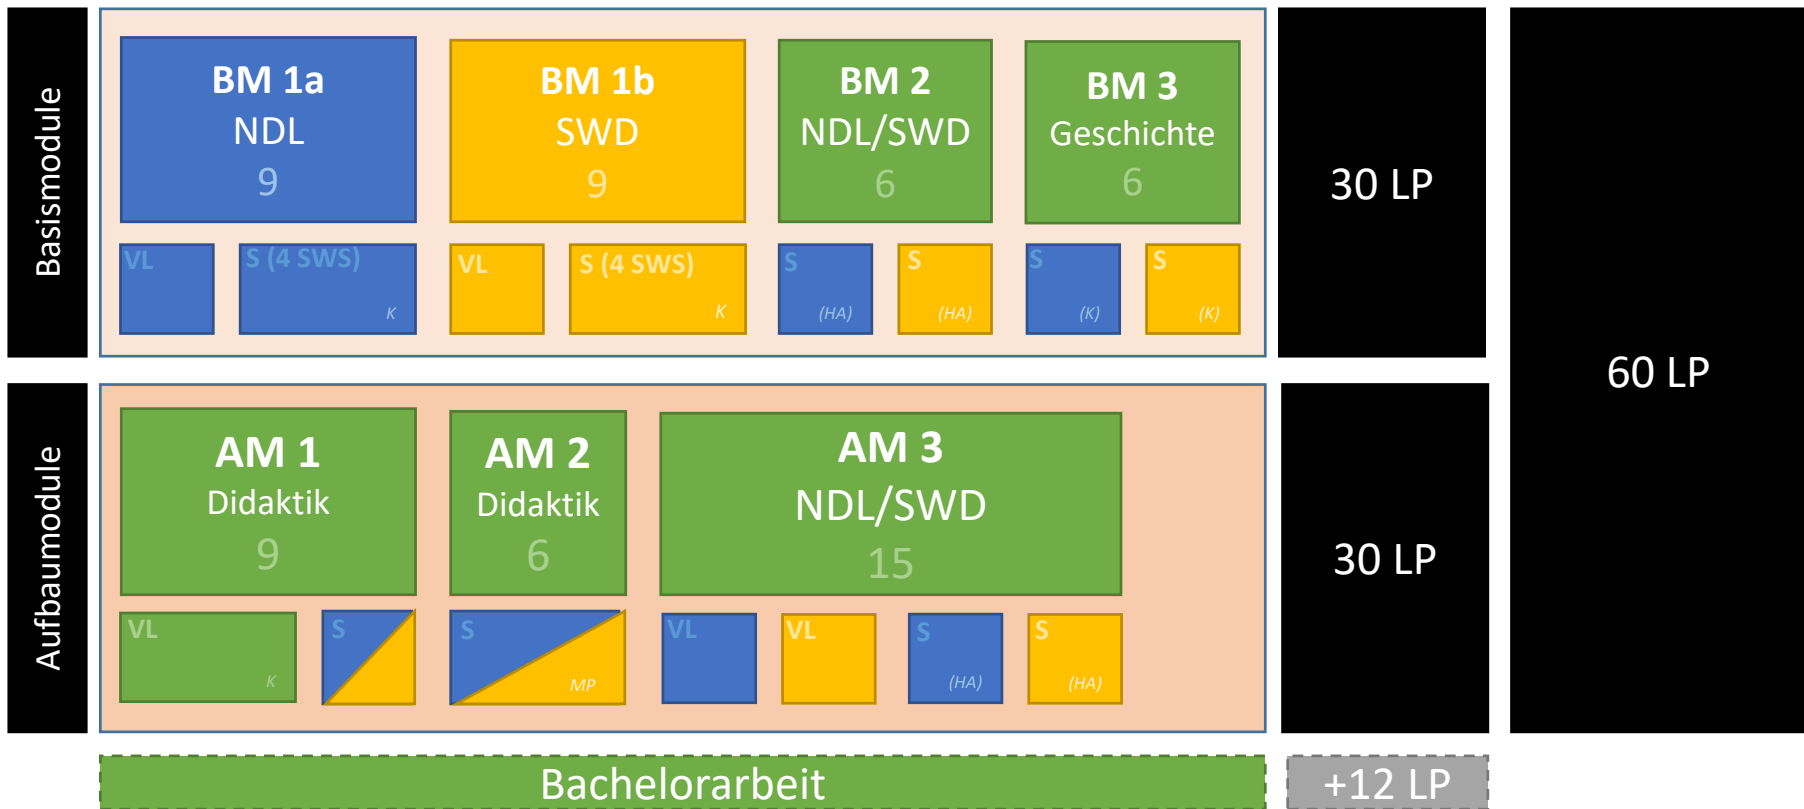 Basismodule
BM 1a
NDL
9
BM 1b
SWD
9
BM 2
NDL/SWD
6
BM 3
Geschichte
6
VL
S (4 SWS)
K
VL
S (4 SWS)
K
S
(HA)
S
(HA)
S
(K)
S
(K)
30 LP
60 LP
Aufbaumodule
AM 1
Didaktik
9
AM 2
Didaktik
6
AM 3
NDL/SWD
15
VL
K
S
S
MP
VL
VL
S
(HA)
S
(HA)
30 LP
Bachelorarbeit
+12 LP